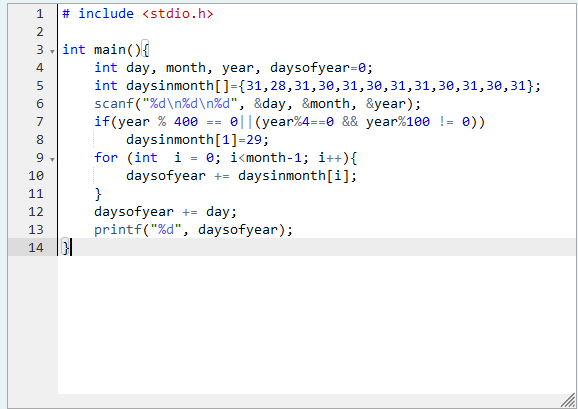 1 # include <stdio.h>
2
3 int main(){
4 int day, month, year, daysofyear=0;
5 int daysinmonth[]={31,28,31,30,31,30,31,31,30,31,30,31};
6 scanf("%d\n%d\n%d", &day, &month, &year);
7 if(year % 400 == 0||(year%4==0 && year%100 != 0))
8 daysinmonth[1]=29;
9 for (int  i = 0; i<month-1; i++){
10 daysofyear += daysinmonth[i];
11 }
12 daysofyear += day;
13 printf("%d", daysofyear);
14 }